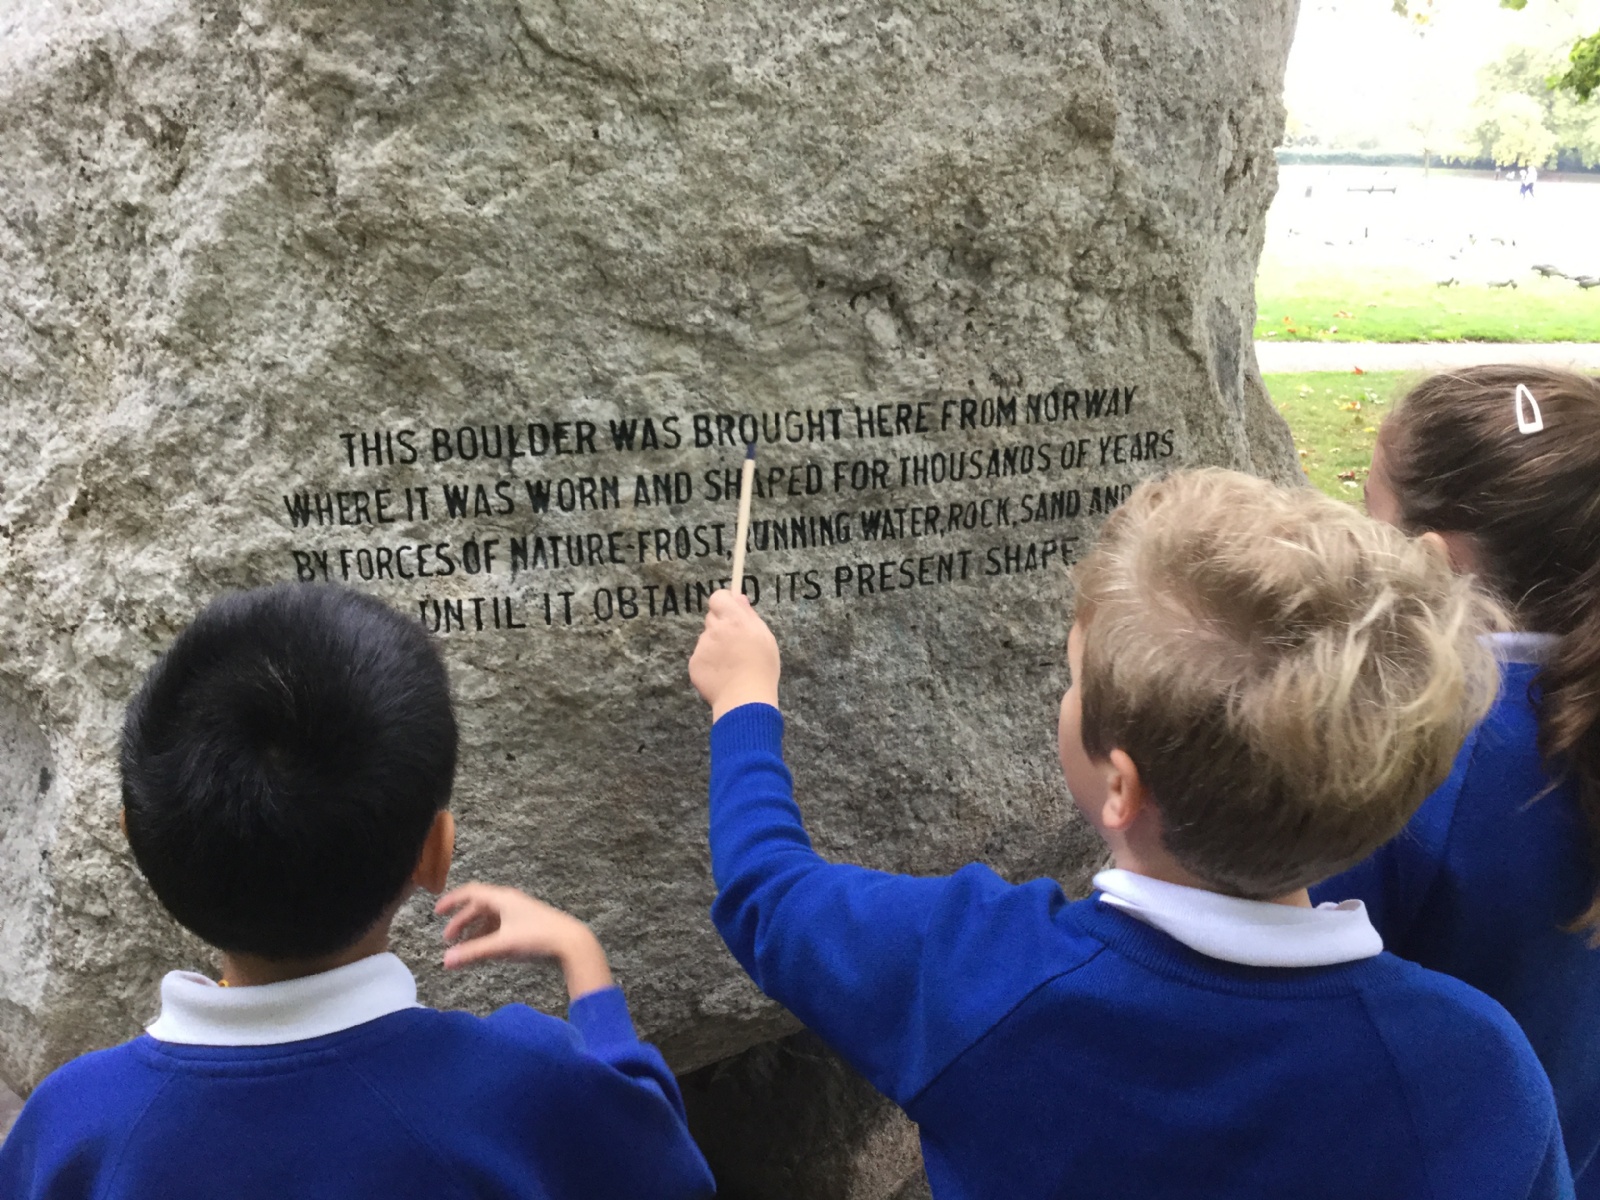 THIS BOULDER WAS BROUGHT HERE FROM NORWAY
WHERE IT WAS WORN AND SHAPED FOR THOUSANDS OF YEARS
BY FORCES OF NATURE-FROST, RUNNING WATER, ROCK, SAND AND
UNTIL IT OBTAINED ITS PRESENT SHAPE